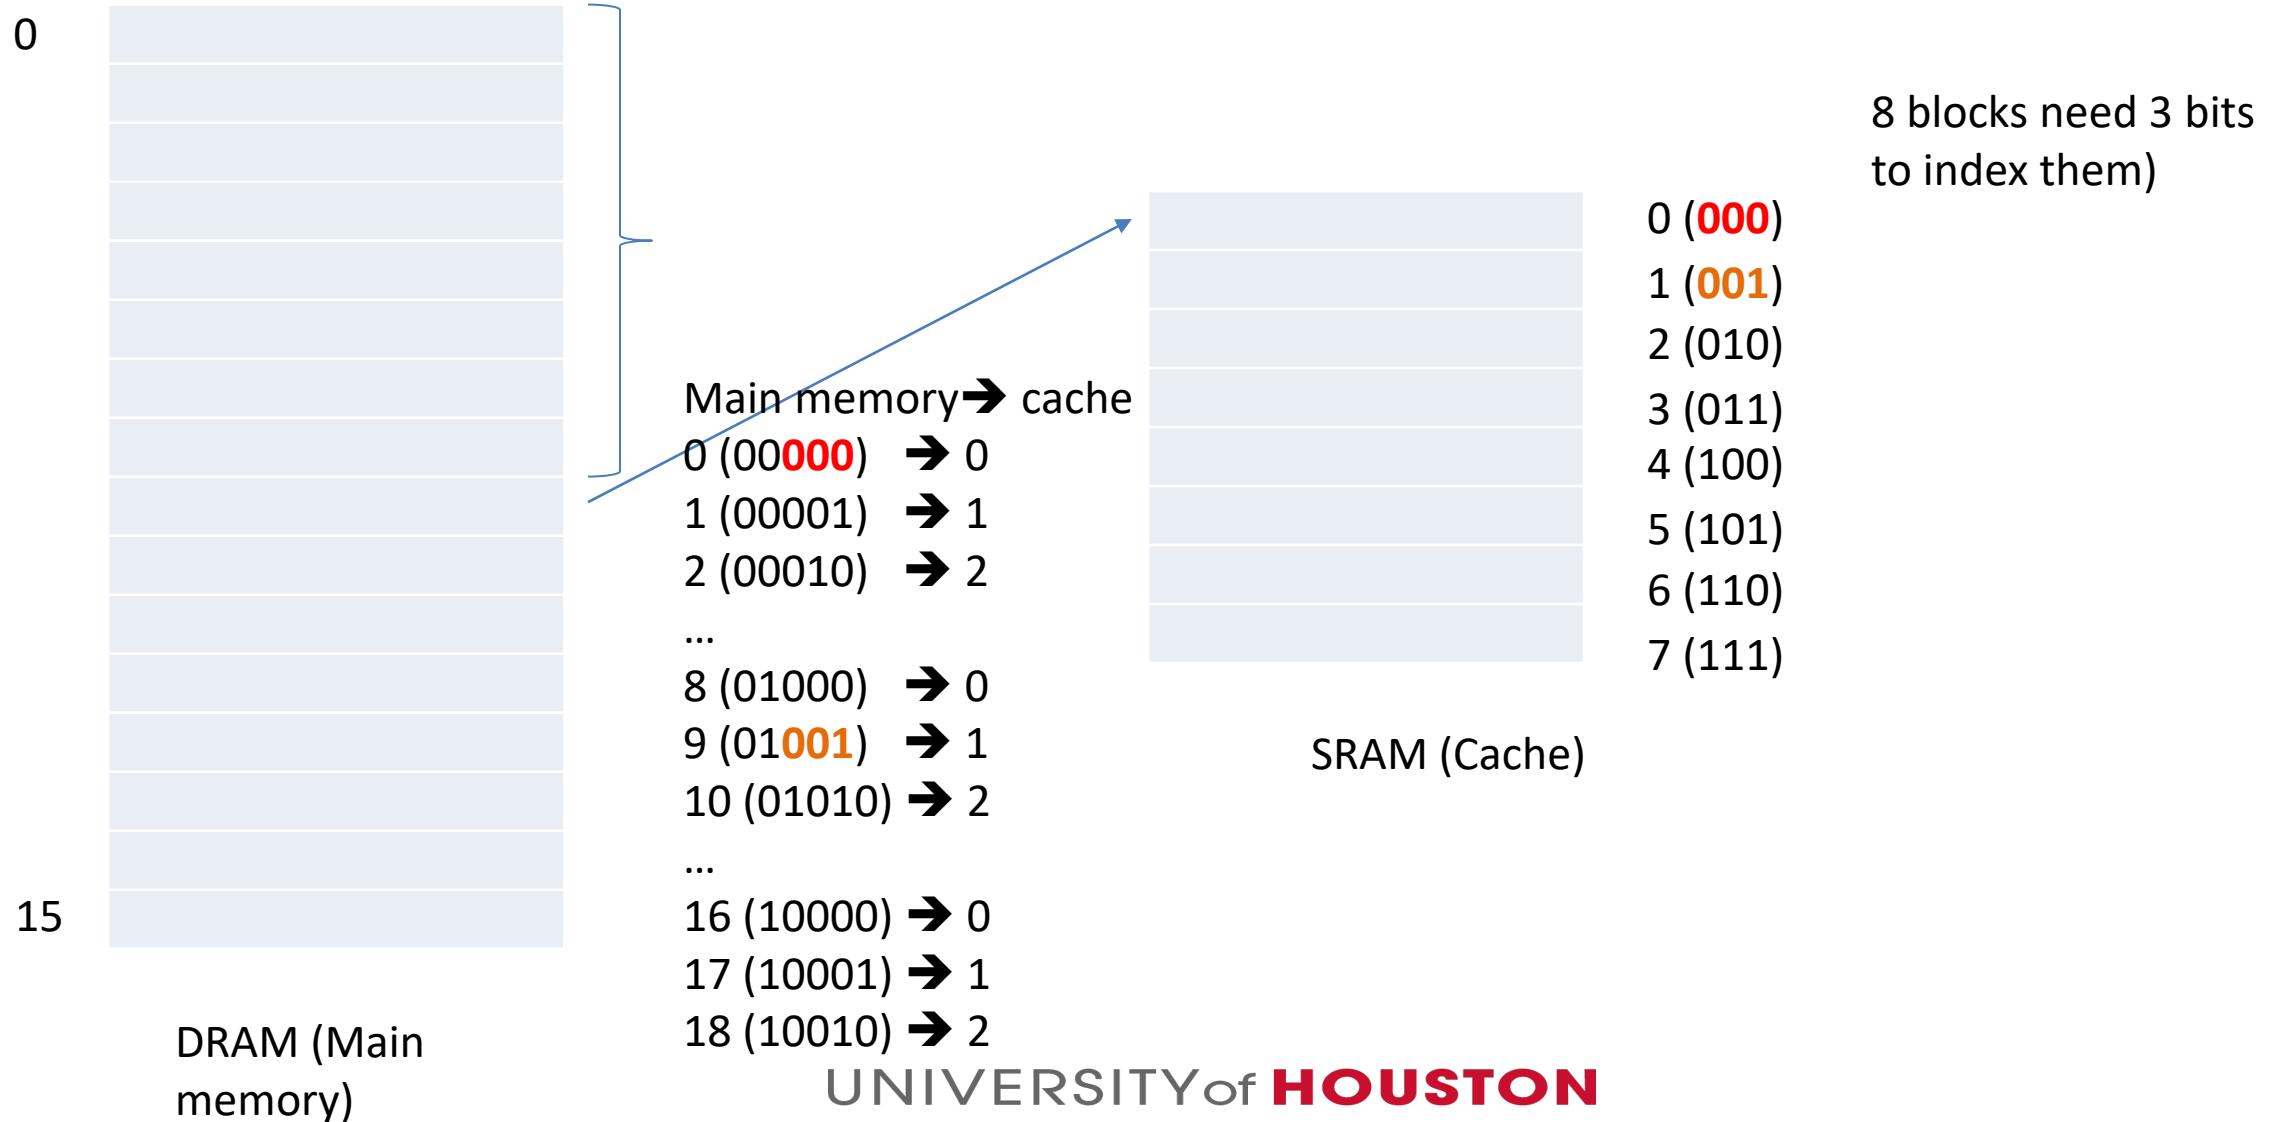 0
15
DRAM (Main
memory)
Main memory➔ cache
0 (00000) ➔ 0
1 (00001) ➔ 1
2 (00010) ➔ 2
...
8 (01000) ➔ 0
9 (01001) ➔ 1
10 (01010) ➔ 2
...
16 (10000) ➔ 0
17 (10001) ➔ 1
18 (10010) ➔ 2
SRAM (Cache)
0 (000)
1 (001)
2 (010)
3 (011)
4 (100)
5 (101)
6 (110)
7 (111)
8 blocks need 3 bits
to index them)
UNIVERSITY of HOUSTON